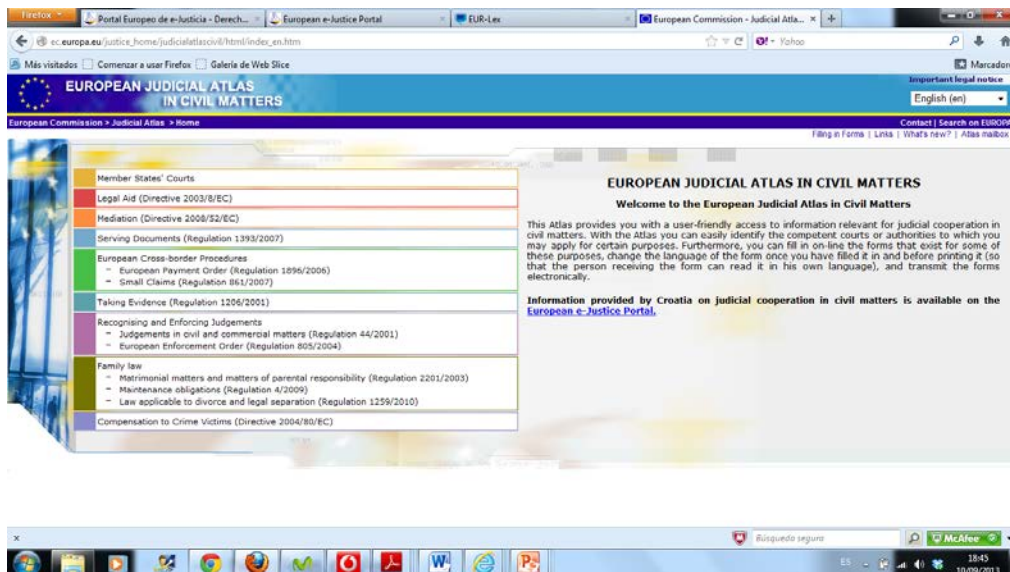 Firefox
Portal Europeo de e-Justicia - Derech...
European e-Justice Portal
EUR-Lex
European Commission - Judicial Atla...
ec.europa.eu/justice_home/judicialatlascivil/html/index_en.htm
Yahoo
Más visitados
Comenzar a usar Firefox
Galería de Web Slice
Marcador
EUROPEAN JUDICIAL ATLAS
IN CIVIL MATTERS
Important legal notice
English (en)
European Commission > Judicial Atlas > Home
Contact | Search on EUROPA
Filling in Forms | Links | What's new? | Atlas mailbox
Member States' Courts
Legal Aid (Directive 2003/8/EC)
Mediation (Directive 2008/52/EC)
Serving Documents (Regulation 1393/2007)
European Cross-border Procedures
- European Payment Order (Regulation 1896/2006)
- Small Claims (Regulation 861/2007)
Taking Evidence (Regulation 1206/2001)
Recognising and Enforcing Judgements
- Judgements in civil and commercial matters (Regulation 44/2001)
- European Enforcement Order (Regulation 805/2004)
Family law
- Matrimonial matters and matters of parental responsibility (Regulation 2201/2003)
- Maintenance obligations (Regulation 4/2009)
- Law applicable to divorce and legal separation (Regulation 1259/2010)
Compensation to Crime Victims (Directive 2004/80/EC)
EUROPEAN JUDICIAL ATLAS IN CIVIL MATTERS
Welcome to the European Judicial Atlas in Civil Matters
This Atlas provides you with a user-friendly access to information relevant for judicial cooperation in
civil matters. With the Atlas you can easily identify the competent courts or authorities to which you
may apply for certain purposes. Furthermore, you can fill in on-line the forms that exist for some of
these purposes, change the language of the form once you have filled it in and before printing it (so
that the person receiving the form can read it in his own language), and transmit the forms
electronically.
Information provided by Croatia on judicial cooperation in civil matters is available on the
European e-Justice Portal.
Búsqueda segura
McAfee
ES
18:45
10/09/2013